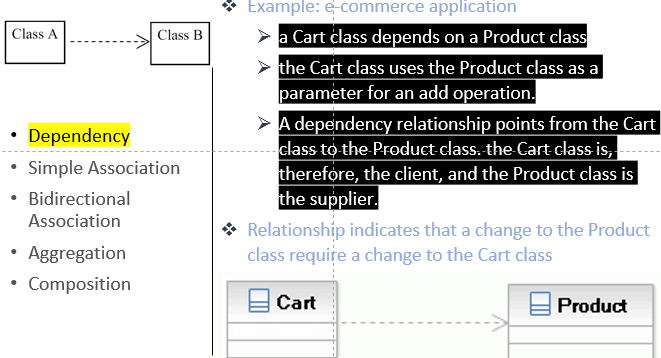 Example: e-commerce application
Class A
Class B
a Cart class depends on a Product class
the Cart class uses the Product class as a
parameter for an add operation.
A dependency relationship points from the Cart
class to the Product class. the Cart class is,
therefore, the client, and the Product class is
the supplier.
Dependency
Simple Association
Bidirectional
Association
Aggregation
Composition
Relationship indicates that a change to the Product
class require a change to the Cart class
Cart
Product